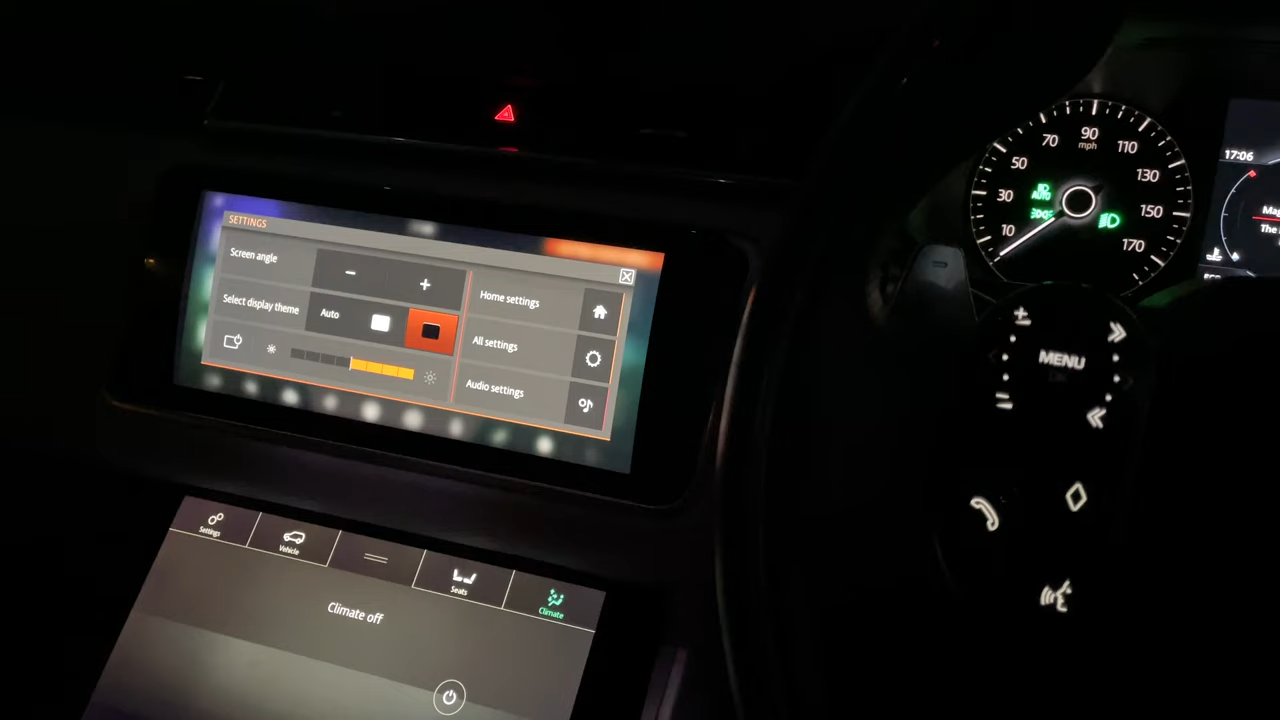 SETTINGS
Screen angle
Select display theme
Auto
Home settings
All settings
Audio settings
Settings
Vehicle
Seats
Climate
Climate off
10
30
50
70
90
mph
110
130
150
170
AUTO
17:06
The
MENU